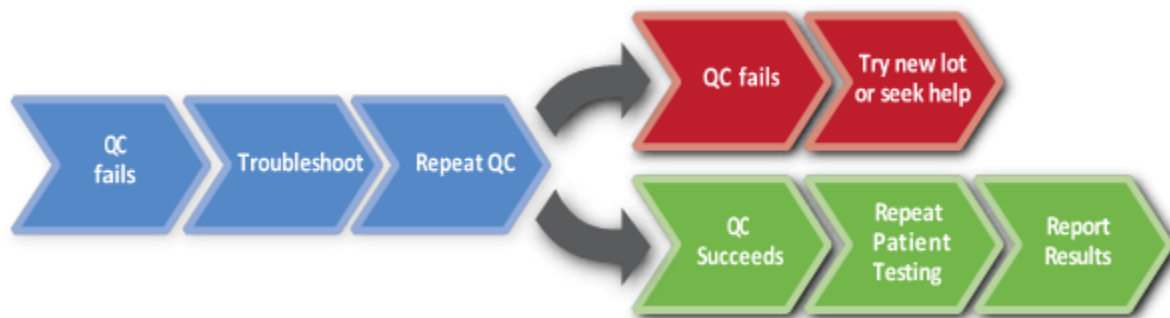 QC
fails
Troubleshoot
Repeat QC
QC fails
Try new lot
or seek help
QC
Succeeds
Repeat
Patient
Testing
Report
Results